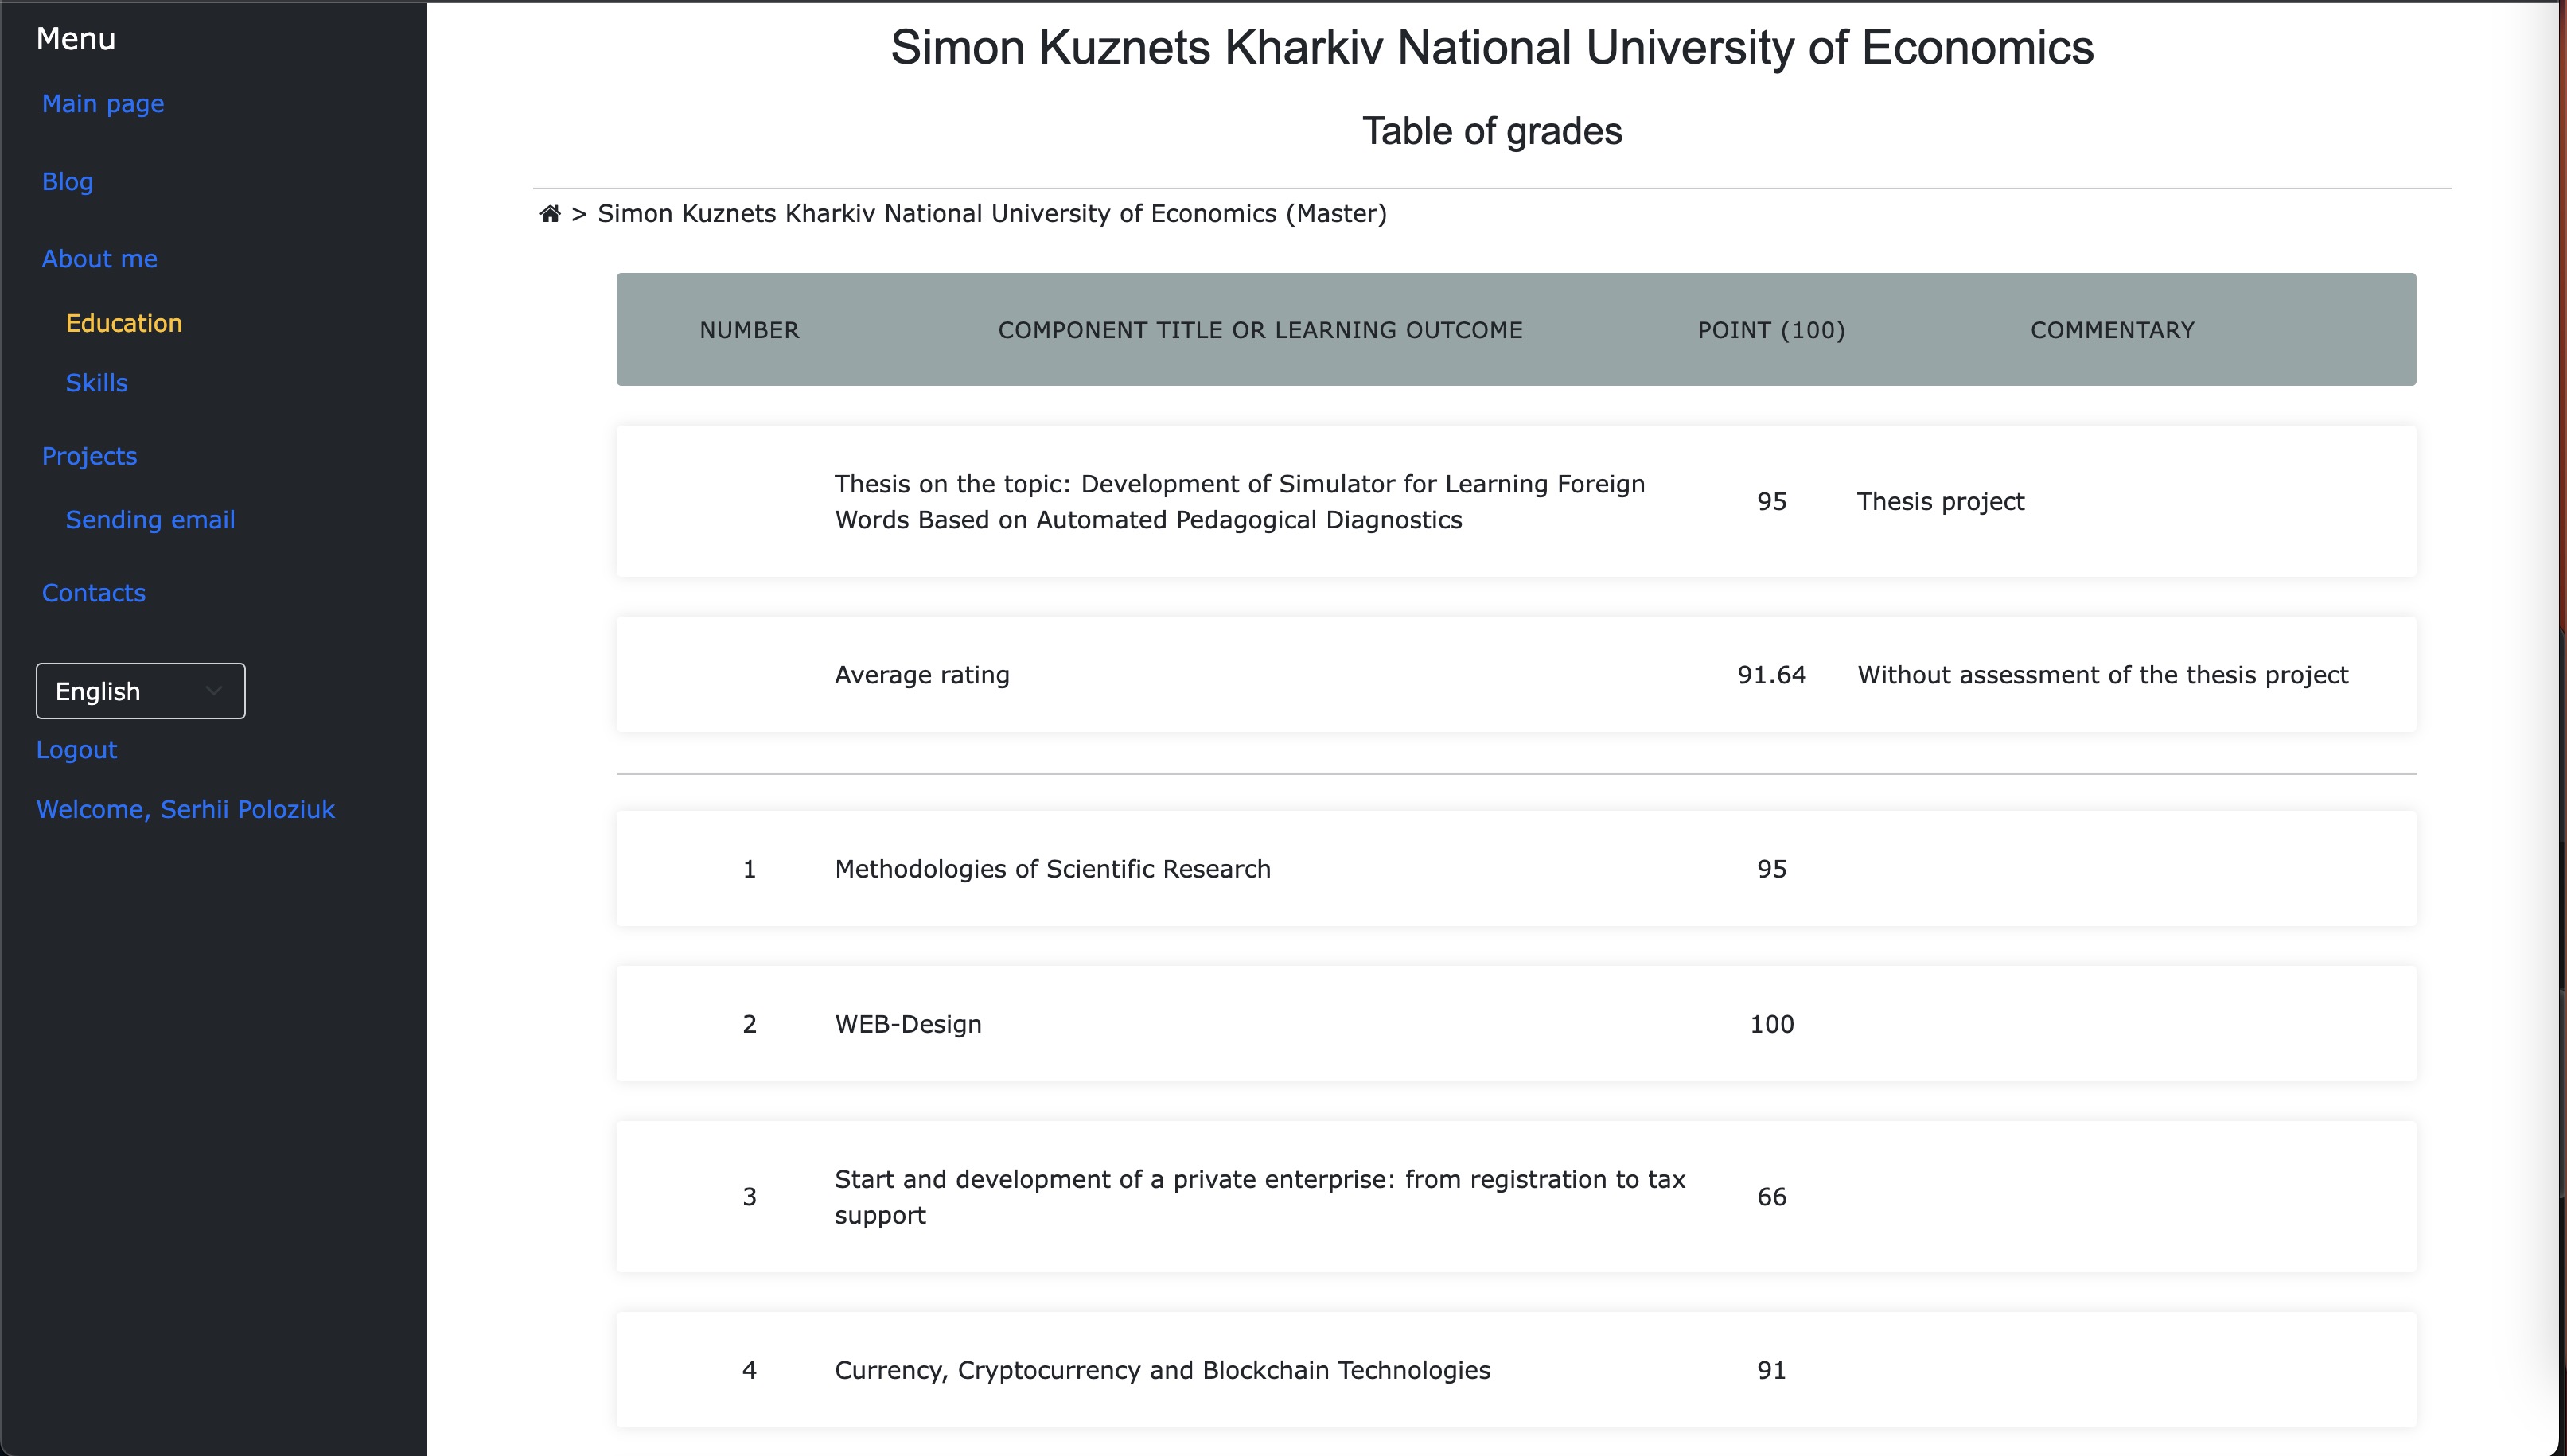 Menu
Main page
Blog
About me
Education
Skills
Projects
Sending email
Contacts
English
Logout
Welcome, Serhii Poloziuk
Simon Kuznets Kharkiv National University of Economics
Table of grades
> Simon Kuznets Kharkiv National University of Economics (Master)
NUMBER COMPONENT TITLE OR LEARNING OUTCOME POINT (100) COMMENTARY
Thesis on the topic: Development of Simulator for Learning Foreign
Words Based on Automated Pedagogical Diagnostics
95 Thesis project
Average rating 91.64 Without assessment of the thesis project
1 Methodologies of Scientific Research 95
2 WEB-Design 100
3 Start and development of a private enterprise: from registration to tax
support
66
4 Currency, Cryptocurrency and Blockchain Technologies 91